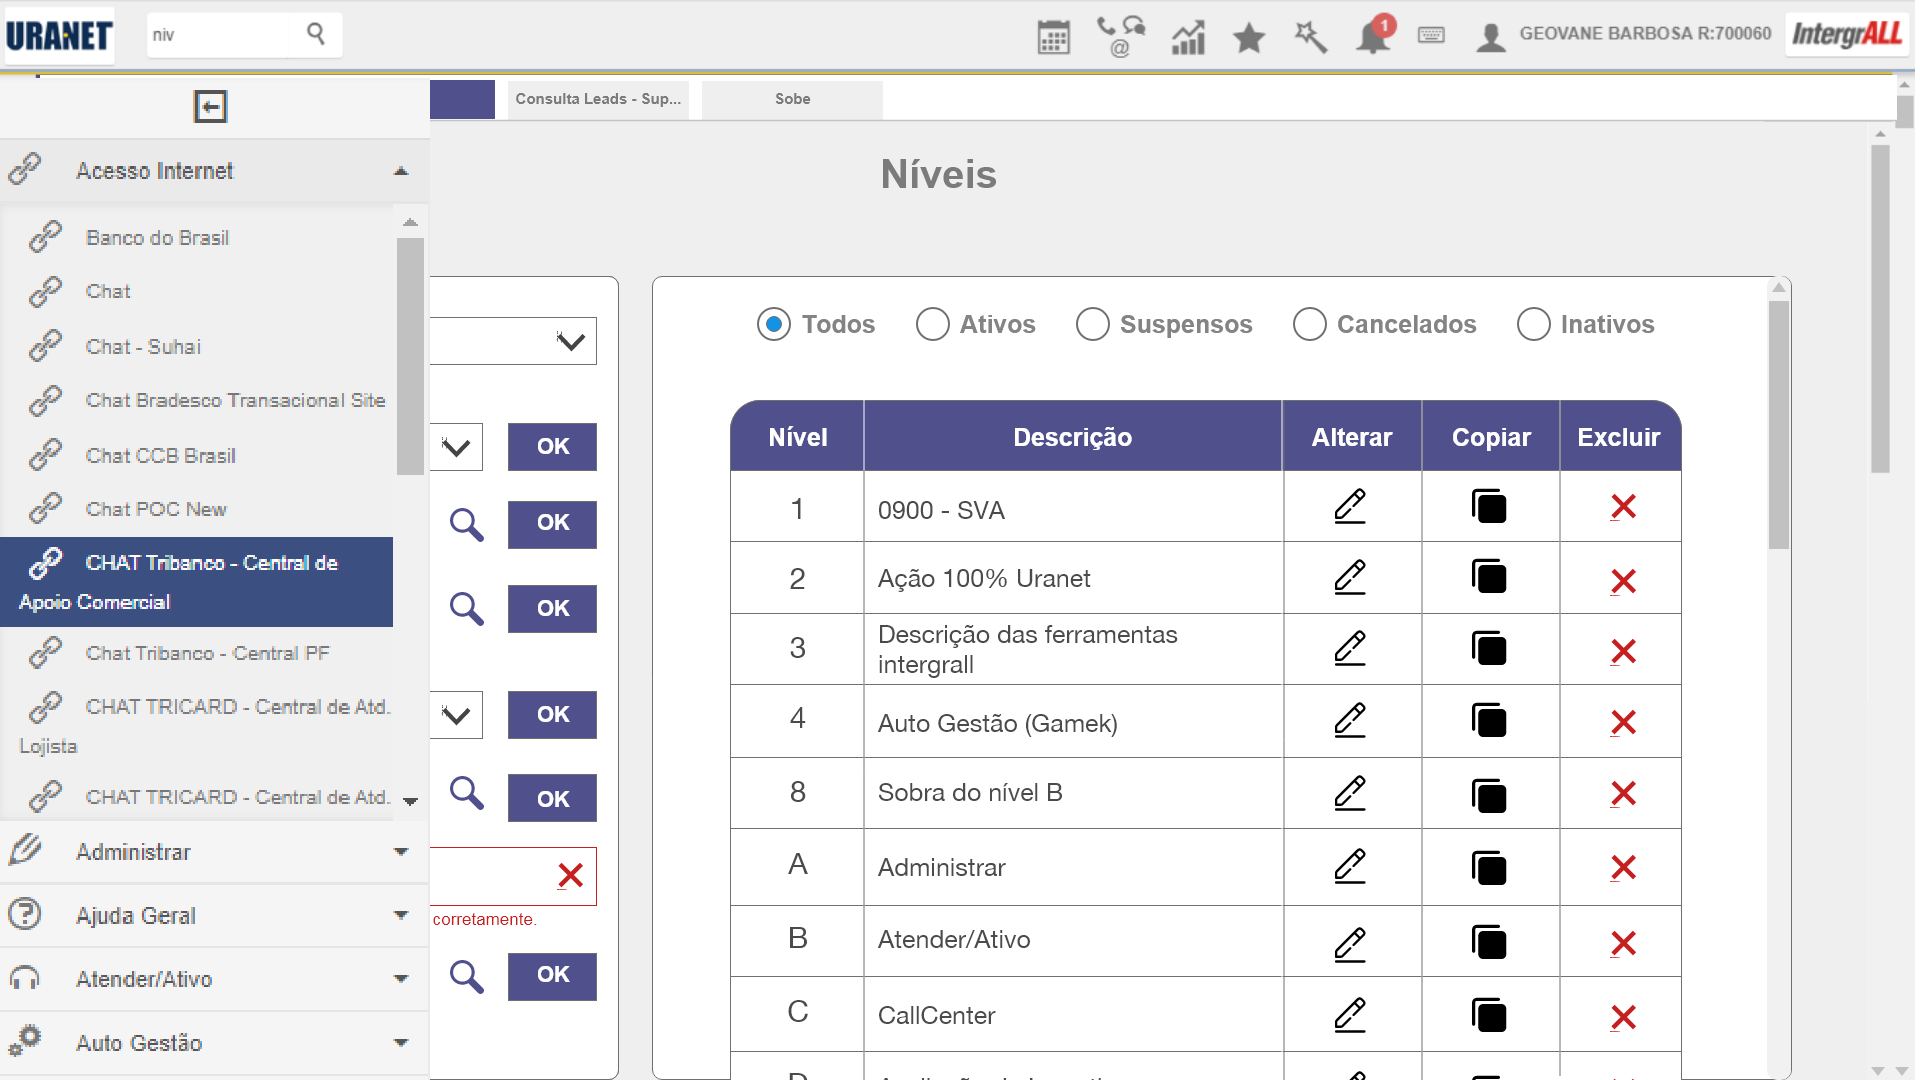 URANET
niv
@
1
GEOVANE BARBOSA R:700060
IntergrALL
Consulta Leads - Sup...
Sobe
Acesso Internet
Banco do Brasil
Chat
Chat - Suhai
Chat Bradesco Transacional Site
Chat CCB Brasil
Chat POC New
CHAT Tribanco - Central de
Apoio Comercial
Chat Tribanco - Central PF
CHAT TRICARD - Central de Atd.
Lojista
CHAT TRICARD - Central de Atd.
Administrar
Ajuda Geral
Atender/Ativo
Auto Gestão
Níveis
OK
OK
OK
OK
OK
corretamente.
OK
Todos
Ativos
Suspensos
Cancelados
Inativos
Nível Descrição Alterar Copiar Excluir
1 0900 - SVA
2 Ação 100% Uranet
3 Descrição das ferramentas
intergrall
4 Auto Gestão (Gamek)
8 Sobra do nível B
A Administrar
B Atender/Ativo
C CallCenter